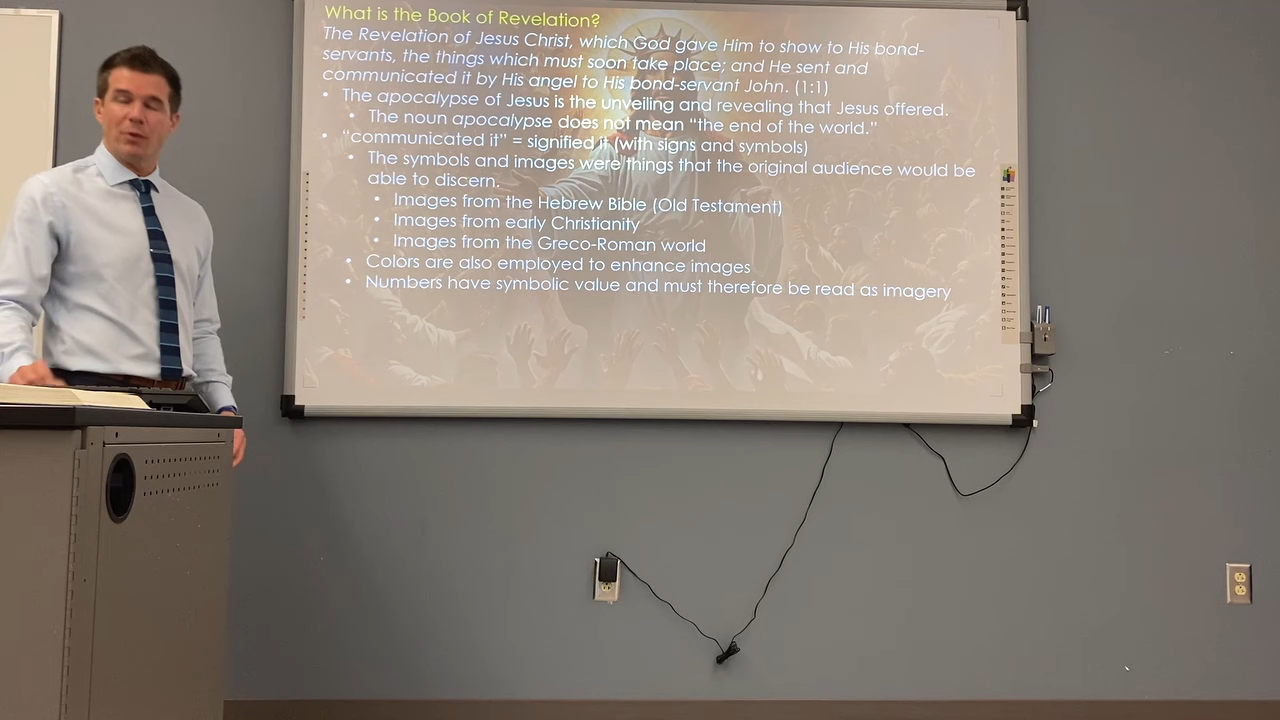 What is the Book of Revelation?
The Revelation of Jesus Christ, which God gave Him to show to His bond-
servants, the things which must soon take place; and He sent and
communicated it by His angel to His bond-servant John. (1:1)
• The apocalypse of Jesus is the unveiling and revealing that Jesus offered.
• The noun apocalypse does not mean “the end of the world.”
• “communicated it” = signified it (with signs and symbols)
• The symbols and images were things that the original audience would be
able to discern.
• Images from the Hebrew Bible (Old Testament)
• Images from early Christianity
• Images from the Greco-Roman world
• Colors are also employed to enhance images
• Numbers have symbolic value and must therefore be read as imagery